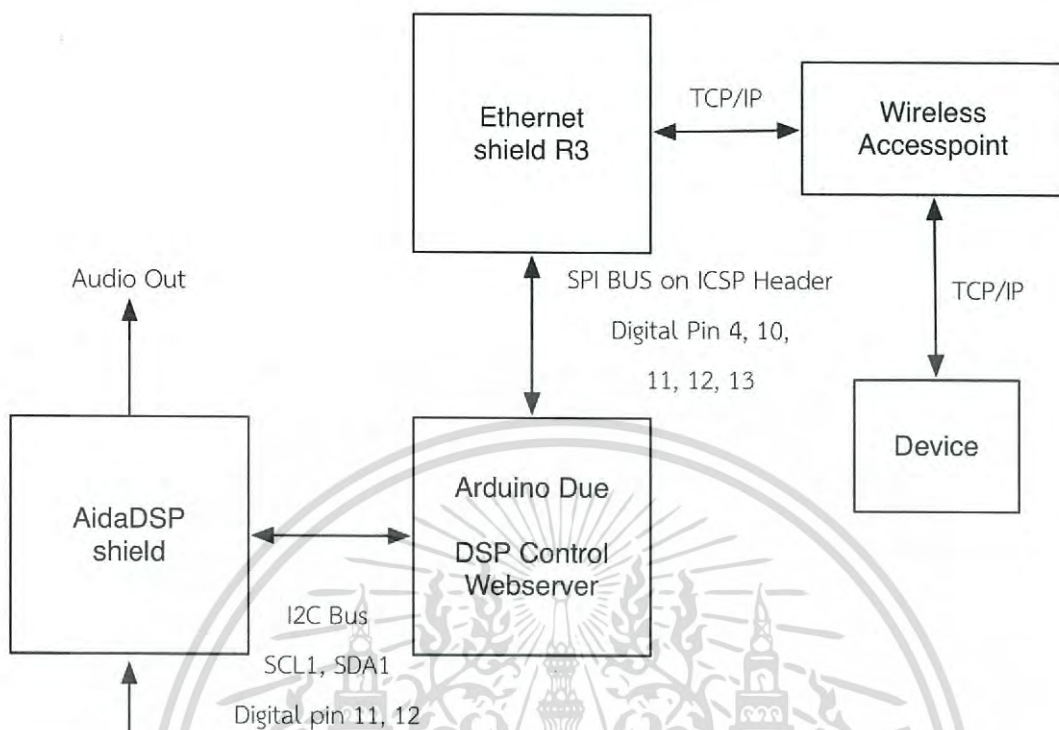 Ethernet
shield R3
TCP/IP
Wireless
Accesspoint
Audio Out
SPI BUS on ICSP Header
Digital Pin 4, 10,
11, 12, 13
TCP/IP
Device
AidaDSP
shield
Arduino Due
DSP Control
Webserver
I2C Bus
SCL1, SDA1
Digital pin 11, 12